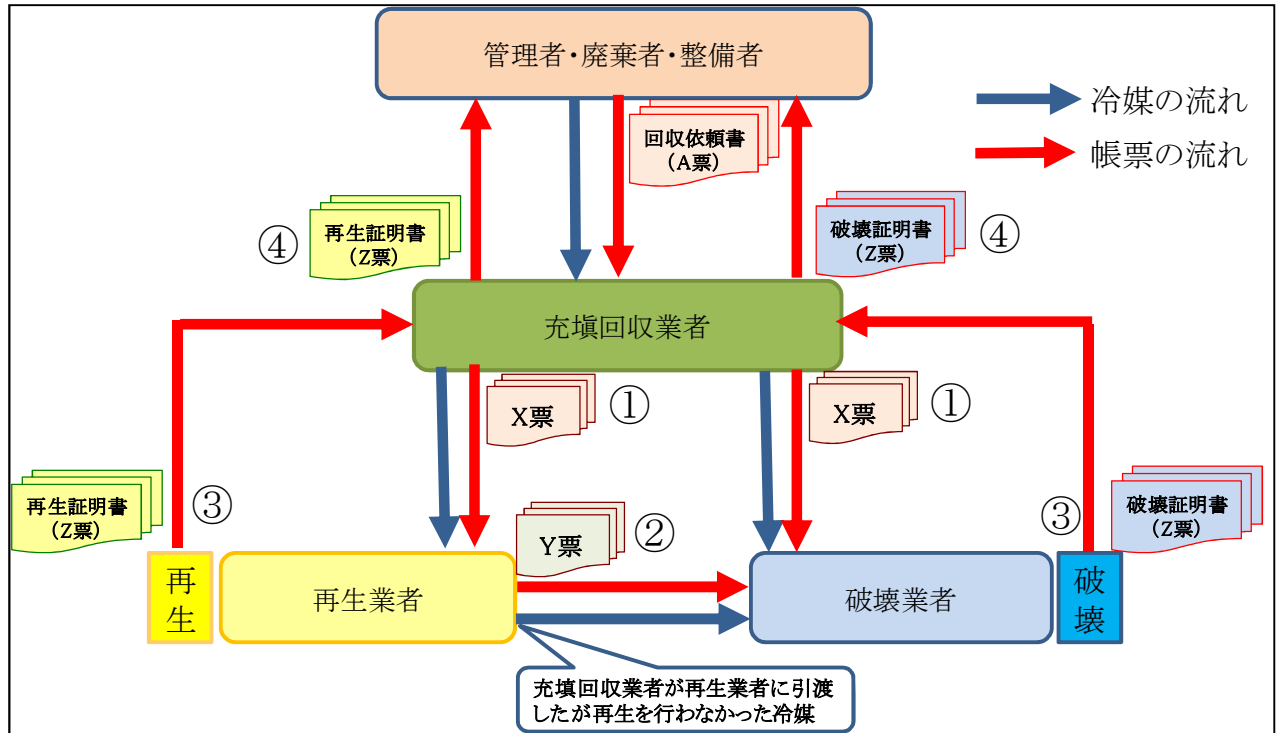 管理者・廃棄者・整備者
冷媒の流れ
帳票の流れ
回収依頼書
(A票)
④
再生証明書
(Z票)
破壊証明書
(Z票)
④
充塡回収業者
X票
①
X票
①
再生証明書
(Z票)
③
Y票
②
③
破壊証明書
(Z票)
再生
再生業者
破壊業者
破壊
充填回収業者が再生業者に引渡
したが再生を行わなかった冷媒